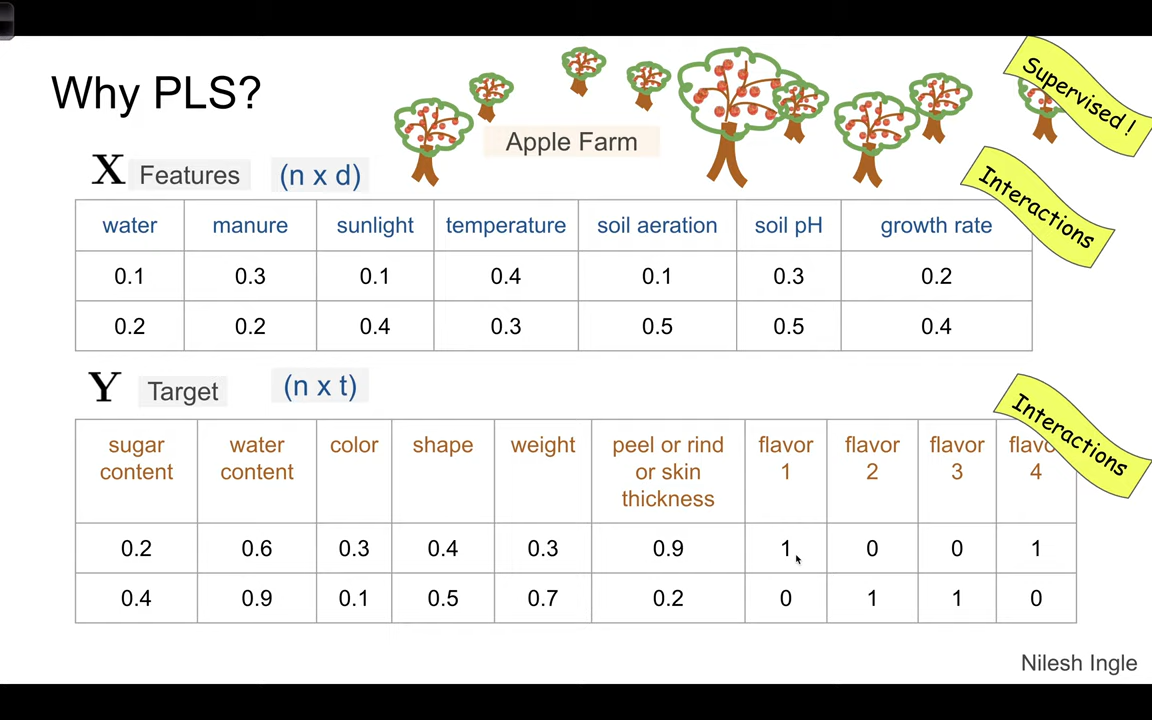 Why PLS?
Supervised !
Apple Farm
X Features (n x d)
Interactions
water manure sunlight temperature soil aeration soil pH growth rate
0.1 0.3 0.1 0.4 0.1 0.3 0.2
0.2 0.2 0.4 0.3 0.5 0.5 0.4
Y Target (n x t)
Interactions
sugar content water content color shape weight peel or rind or skin thickness flavor 1 flavor 2 flavor 3 flavo 4
0.2 0.6 0.3 0.4 0.3 0.9 1 0 0 1
0.4 0.9 0.1 0.5 0.7 0.2 0 1 1 0
Nilesh Ingle